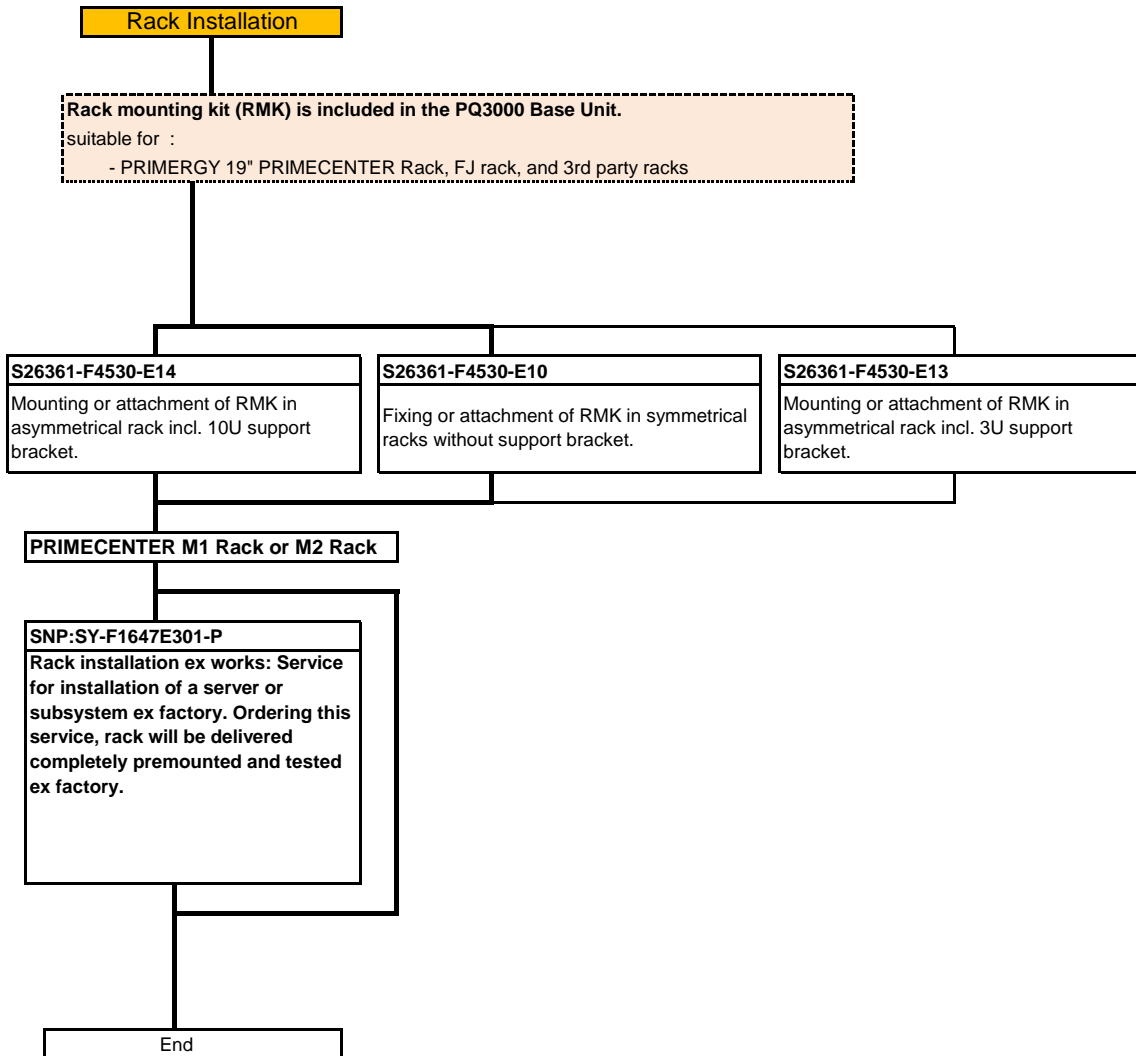 Rack Installation
Rack mounting kit (RMK) is included in the PQ3000 Base Unit.
suitable for :
- PRIMERGY 19" PRIMECENTER Rack, FJ rack, and 3rd party racks
S26361-F4530-E14
Mounting or attachment of RMK in
asymmetrical rack incl. 10U support
bracket.
S26361-F4530-E10
Fixing or attachment of RMK in symmetrical
racks without support bracket.
S26361-F4530-E13
Mounting or attachment of RMK in
asymmetrical rack incl. 3U support
bracket.
PRIMECENTER M1 Rack or M2 Rack
SNP:SY-F1647E301-P
Rack installation ex works: Service
for installation of a server or
subsystem ex factory. Ordering this
service, rack will be delivered
completely premounted and tested
ex factory.
End